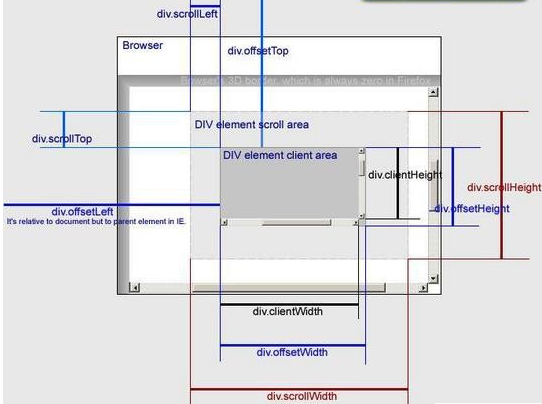 div.scrollLeft
Browser
div.offsetTop
Browser's 3D border, which is always zero in Firefox
DIV element scroll area
div.scrollTop
DIV element client area
div.clientHeight
div.scrollHeight
div.offsetLeft
div.offsetHeight
It's relative to document but to parent element in IE.
div.clientWidth
div.offsetWidth
div.scrollWidth